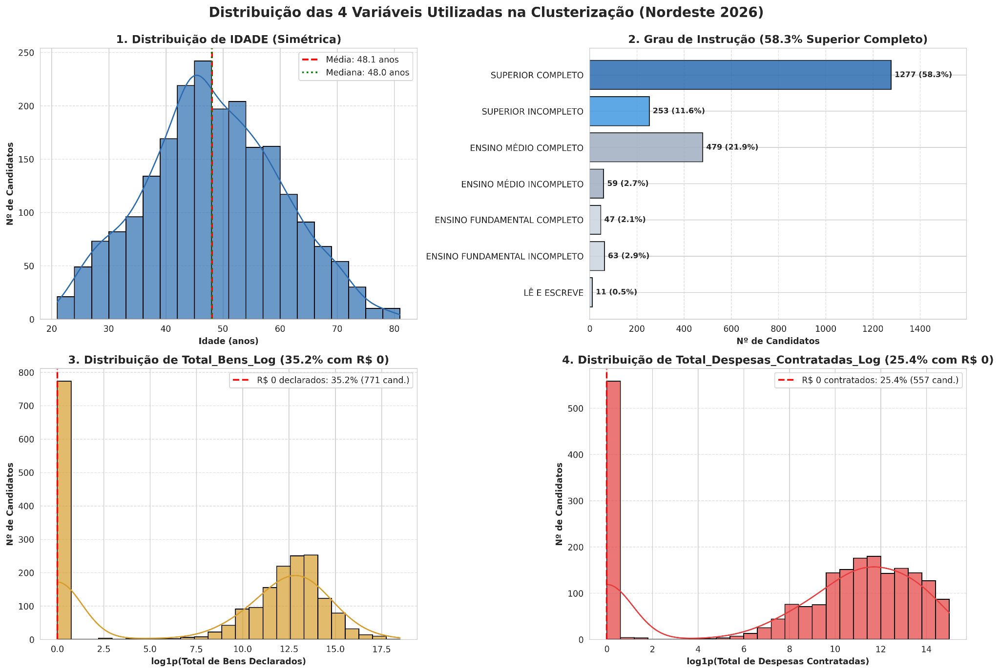 Distribuição das 4 Variáveis Utilizadas na Clusterização (Nordeste 2026)
1. Distribuição de IDADE (Simétrica)
Média: 48.1 anos
Mediana: 48.0 anos
Nº de Candidatos
250
200
150
100
50
0
20 30 40 50 60 70 80
Idade (anos)
2. Grau de Instrução (58.3% Superior Completo)
SUPERIOR COMPLETO 1277 (58.3%)
SUPERIOR INCOMPLETO 253 (11.6%)
ENSINO MÉDIO COMPLETO 479 (21.9%)
ENSINO MÉDIO INCOMPLETO 59 (2.7%)
ENSINO FUNDAMENTAL COMPLETO 47 (2.1%)
ENSINO FUNDAMENTAL INCOMPLETO 63 (2.9%)
LÊ E ESCREVE 11 (0.5%)
0 200 400 600 800 1000 1200 1400
Nº de Candidatos
3. Distribuição de Total_Bens_Log (35.2% com R$ 0)
R$ 0 declarados: 35.2% (771 cand.)
Nº de Candidatos
800
700
600
500
400
300
200
100
0
0.0 2.5 5.0 7.5 10.0 12.5 15.0 17.5
log1p(Total de Bens Declarados)
4. Distribuição de Total_Despesas_Contratadas_Log (25.4% com R$ 0)
R$ 0 contratados: 25.4% (557 cand.)
Nº de Candidatos
500
400
300
200
100
0
0 2 4 6 8 10 12 14
log1p(Total de Despesas Contratadas)